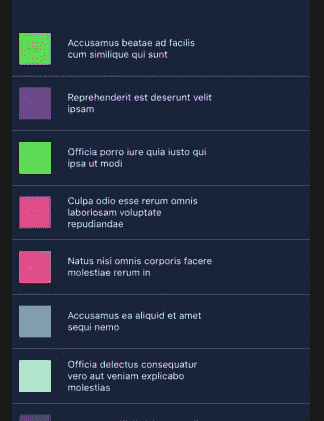 Accusamus beatae ad facilis
cum similique qui sunt
Reprehenderit est deserunt velit
ipsam
Officia porro iure quia iusto qui
ipsa ut modi
Culpa odio esse rerum omnis
laboriosam voluptate
repudiandae
Natus nisi omnis corporis facere
molestiae rerum in
Accusamus ea aliquid et amet
sequi nemo
Officia delectus consequatur
vero aut veniam explicabo
molestias